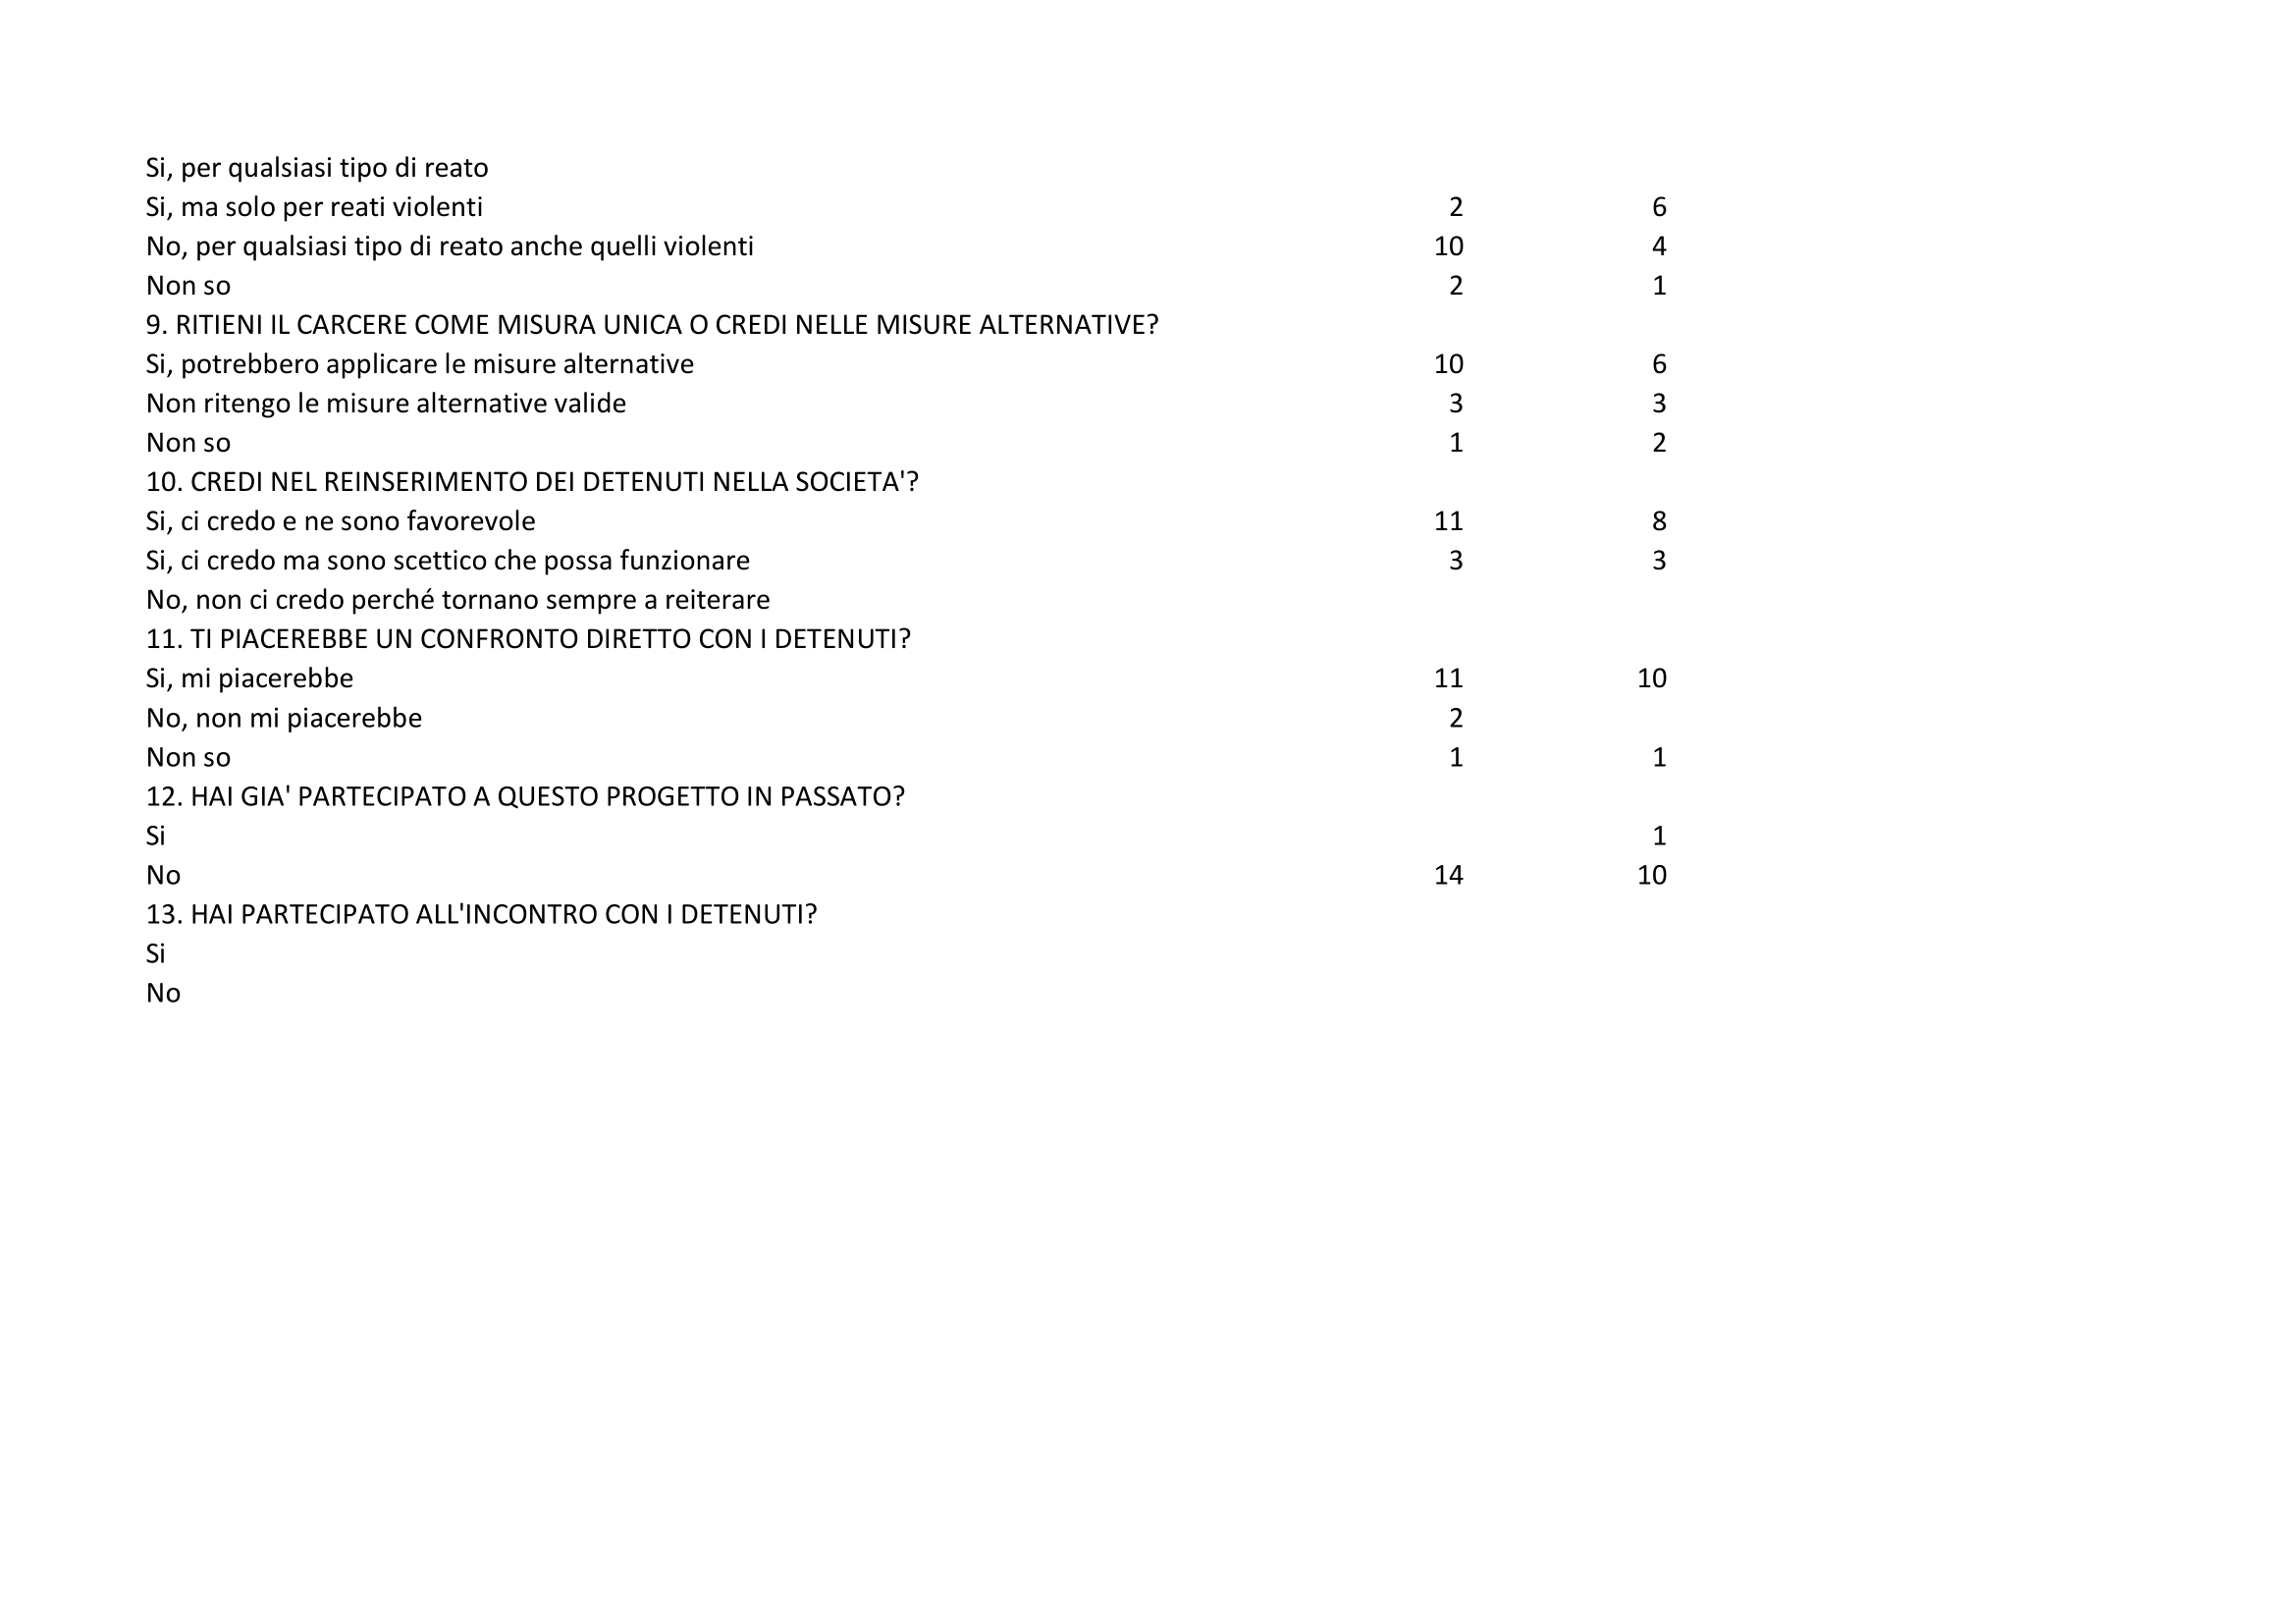 Si, per qualsiasi tipo di reato
Si, ma solo per reati violenti 2 6
No, per qualsiasi tipo di reato anche quelli violenti 10 4
Non so 2 1
9. RITIENI IL CARCERE COME MISURA UNICA O CREDI NELLE MISURE ALTERNATIVE?
Si, potrebbero applicare le misure alternative 10 6
Non ritengo le misure alternative valide 3 3
Non so 1 2
10. CREDI NEL REINSERIMENTO DEI DETENUTI NELLA SOCIETA'?
Si, ci credo e ne sono favorevole 11 8
Si, ci credo ma sono scettico che possa funzionare 3 3
No, non ci credo perché tornano sempre a reiterare
11. TI PIACEREBBE UN CONFRONTO DIRETTO CON I DETENUTI?
Si, mi piacerebbe 11 10
No, non mi piacerebbe 2
Non so 1 1
12. HAI GIA' PARTECIPATO A QUESTO PROGETTO IN PASSATO?
Si 1
No 14 10
13. HAI PARTECIPATO ALL'INCONTRO CON I DETENUTI?
Si
No